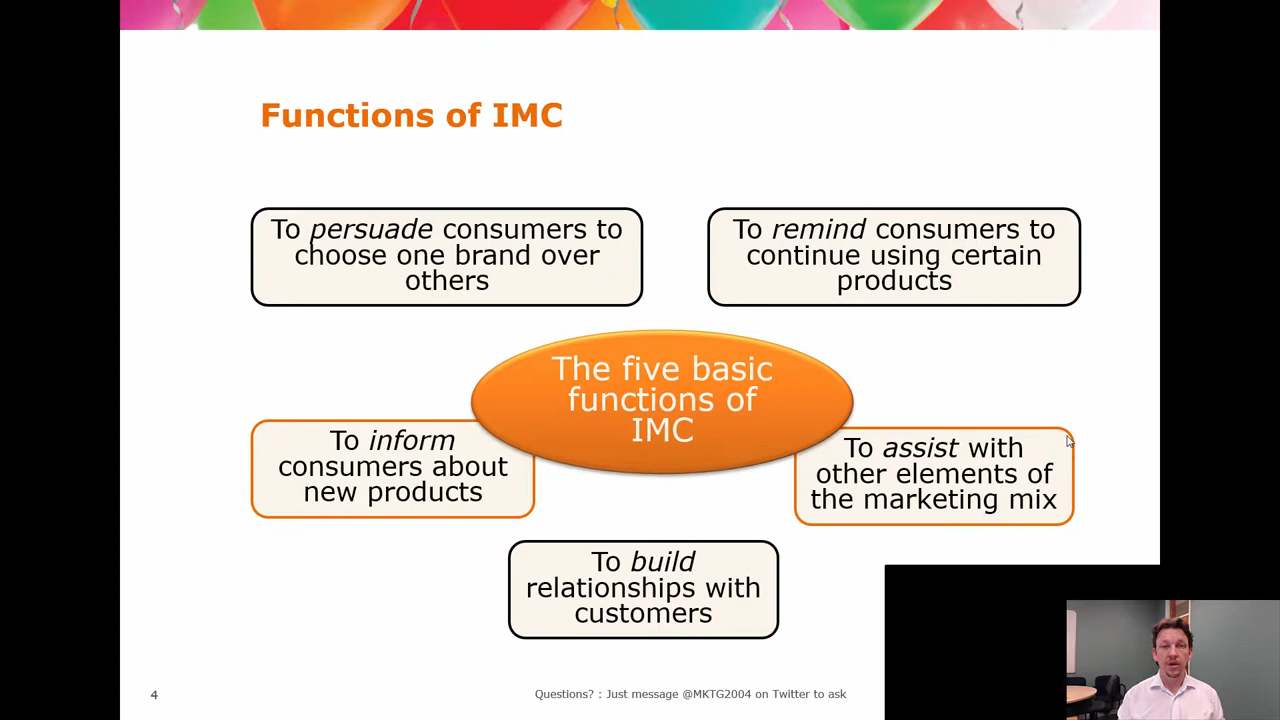 Functions of IMC
To persuade consumers to
choose one brand over
others
To remind consumers to
continue using certain
products
The five basic
functions of
IMC
To inform
consumers about
new products
To assist with
other elements of
the marketing mix
To build
relationships with
customers
4
Questions? : Just message @MKTG2004 on Twitter to ask